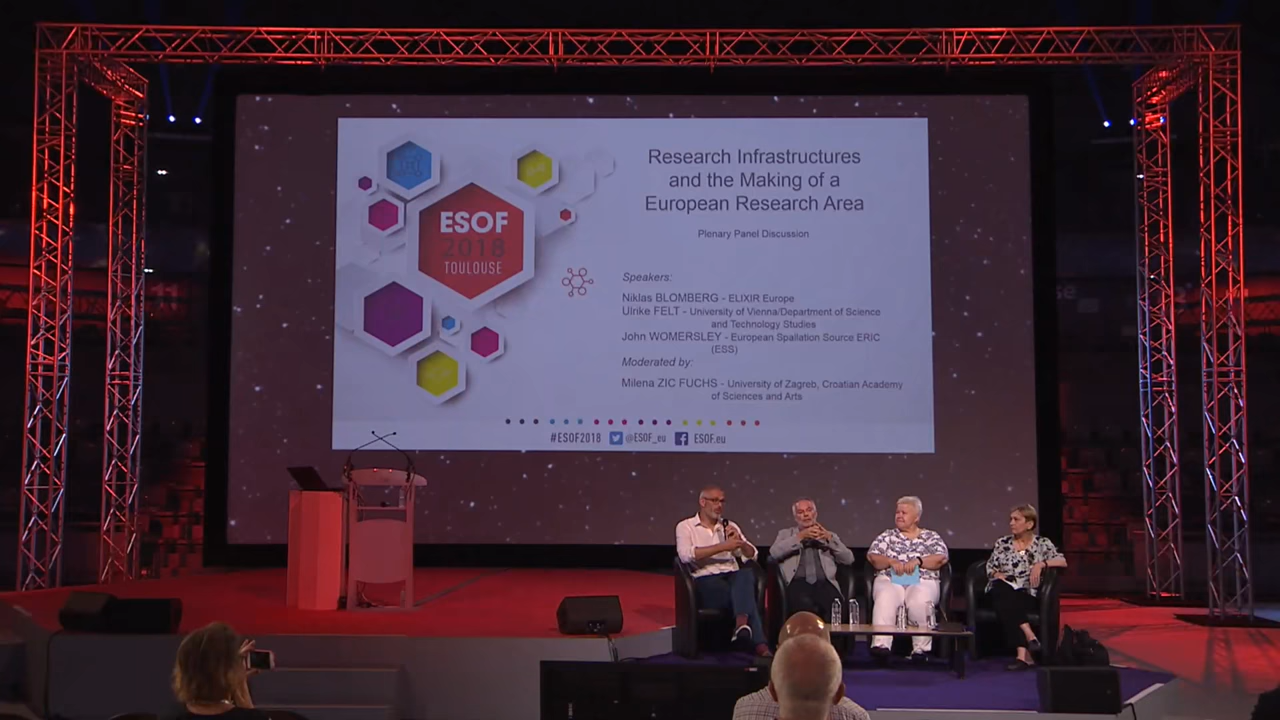 ESOF
2018
TOULOUSE
Research Infrastructures
and the Making of a
European Research Area
Plenary Panel Discussion
Speakers:
Niklas BLOMBERG - ELIXIR Europe
Ulrike FELT - University of Vienna/Department of Science
and Technology Studies
John WOMERSLEY - European Spallation Source ERIC
(ESS)
Moderated by:
Milena ZIC FUCHS - University of Zagreb, Croatian Academy
of Sciences and Arts
#ESOF2018 @ESOF_eu ESOF.eu